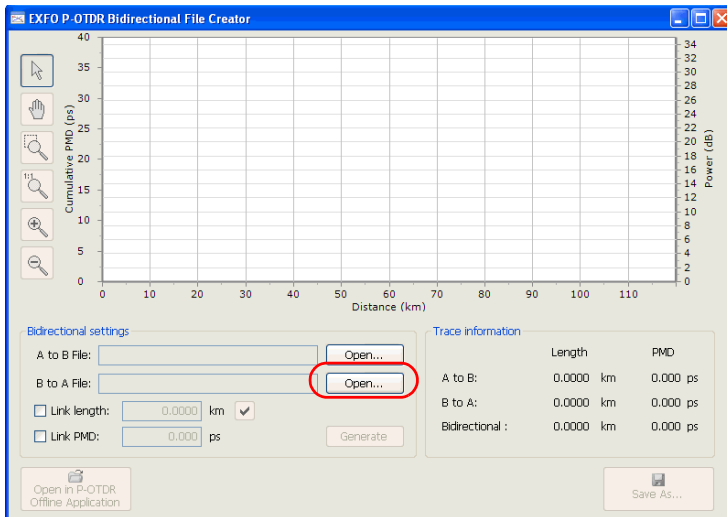 EXFO P-OTDR Bidirectional File Creator
40
35
30
25
20
15
10
5
0
Cumulative PMD (ps)
1:1
34
32
30
28
26
24
22
20
18
16
14
12
10
8
6
4
2
0
Power (dB)
0 10 20 30 40 50 60 70 80 90 100 110
Distance (km)
Bidirectional settings
A to B File: Open...
B to A File: Open...
Link length: 0.0000 km
Link PMD: 0.000 ps Generate
Trace information
Length PMD
A to B: 0.0000 km 0.000 ps
B to A: 0.0000 km 0.000 ps
Bidirectional : 0.0000 km 0.000 ps
Open in P-OTDR
Offline Application
Save As...